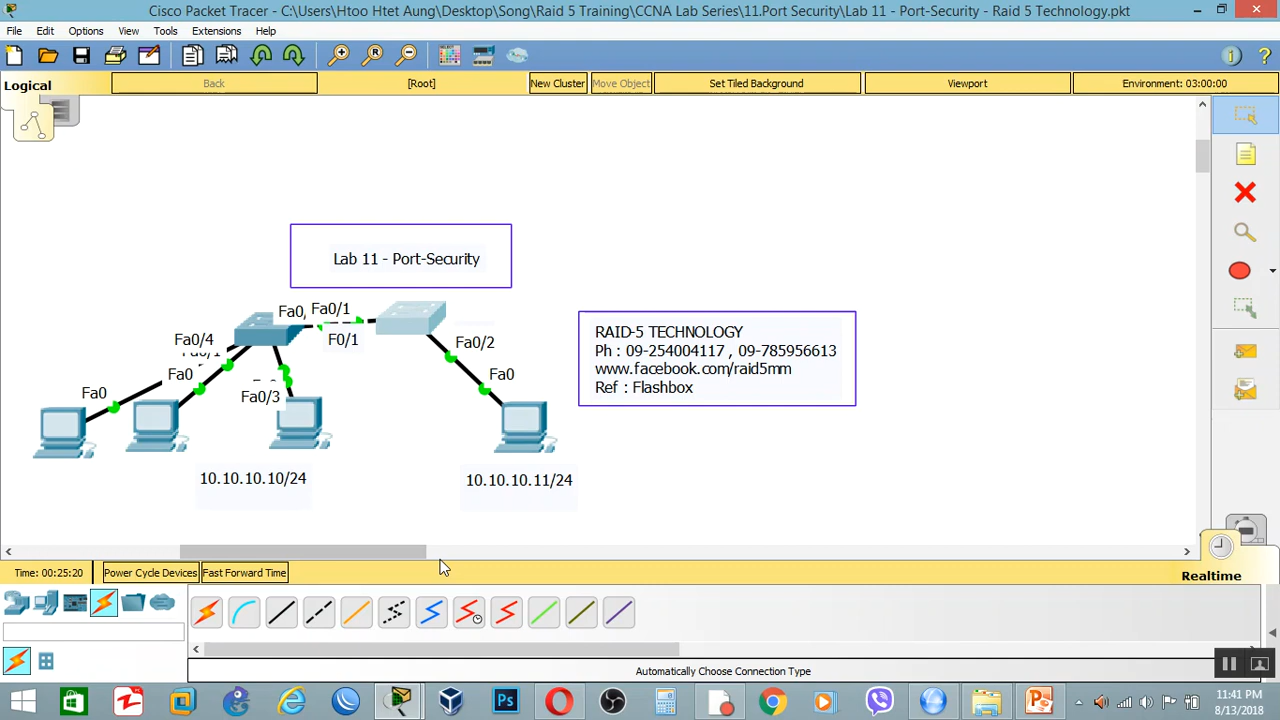 Cisco Packet Tracer - C:\Users\Htoo Htet Aung\Desktop\Song\Raid 5 Training\CCNA Lab Series\11.Port Security\Lab 11 - Port-Security - Raid 5 Technology.pkt
File Edit Options View Tools Extensions Help
Logical Back [Root] New Cluster Move Object Set Tiled Background Viewport Environment: 03:00:00
Lab 11 - Port-Security
Fa0, Fa0/1
Fa0/4 F0/1 Fa0/2
Fa0 Fa0
Fa0 Fa0/3
RAID-5 TECHNOLOGY
Ph : 09-254004117 , 09-785956613
www.facebook.com/raid5mm
Ref : Flashbox
10.10.10.10/24 10.10.10.11/24
Time: 00:25:20 Power Cycle Devices Fast Forward Time Realtime
Automatically Choose Connection Type
11:41 PM
8/13/2018